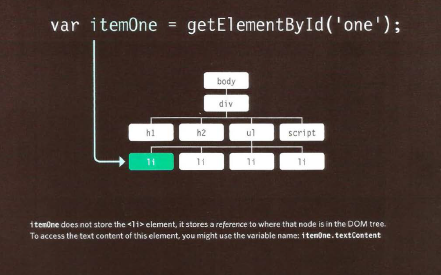 var itemOne = getElementById('one');
body
div
h1 h2 ul script
li li li li
itemOne does not store the <li> element, it stores a reference to where that node is in the DOM tree.
To access the text content of this element, you might use the variable name: itemOne.textContent